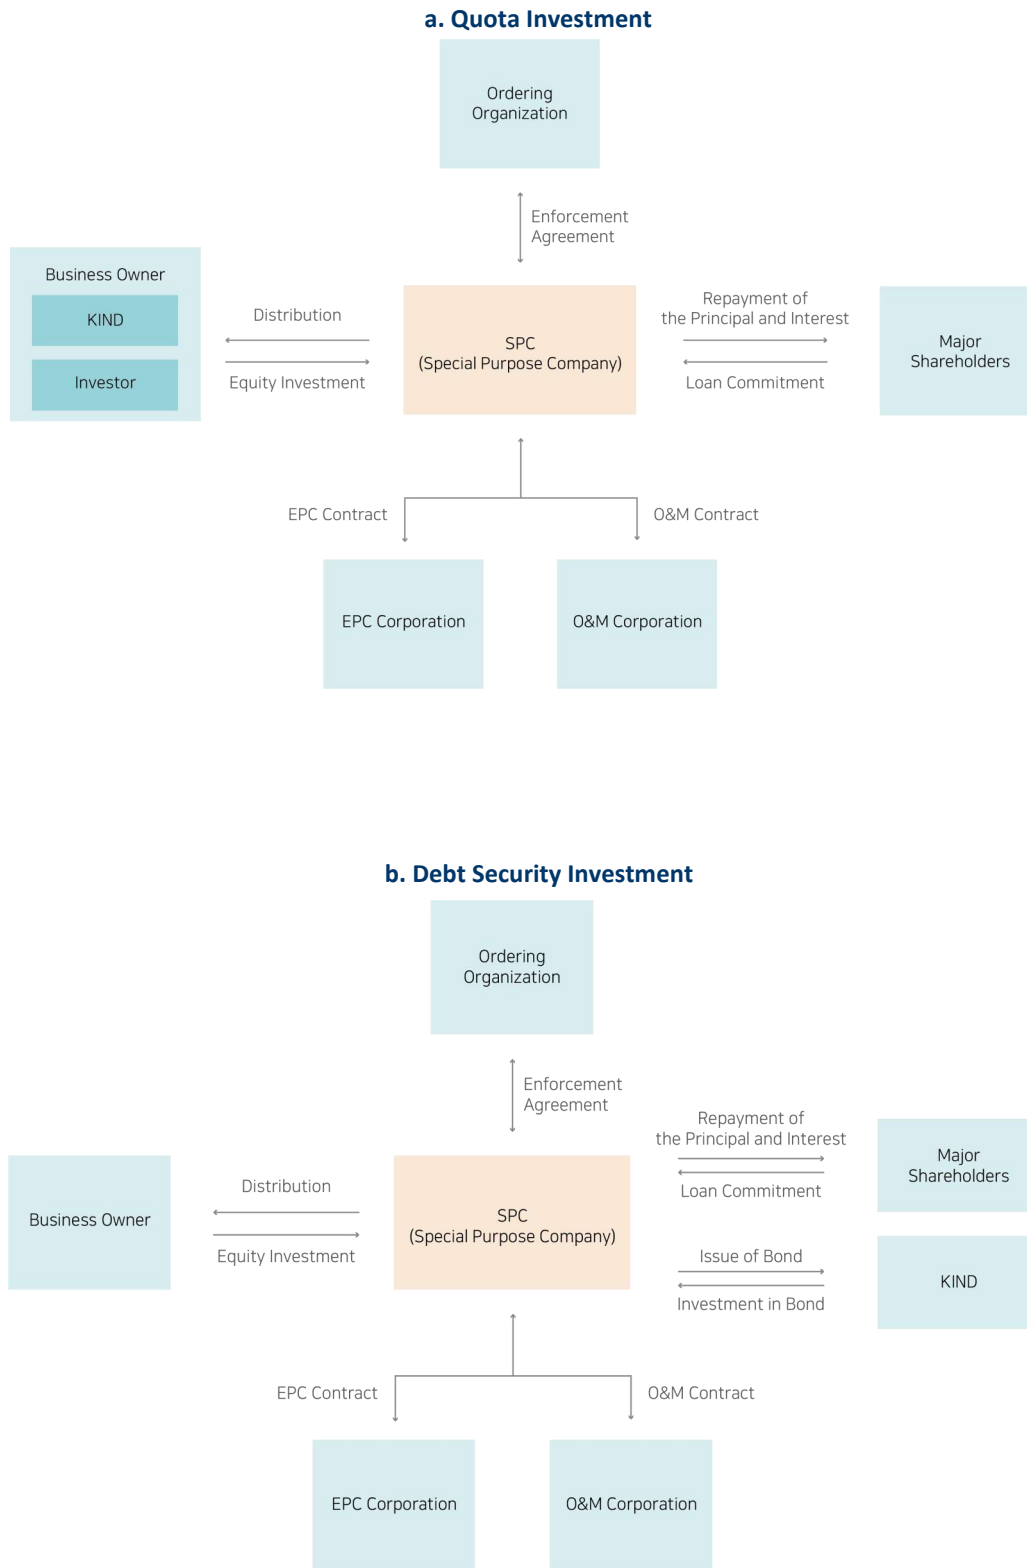 a. Quota Investment
Ordering
Organization
Enforcement
Agreement
Business Owner
KIND
Investor
Distribution
Equity Investment
SPC
(Special Purpose Company)
Repayment of
the Principal and Interest
Loan Commitment
Major
Shareholders
EPC Contract
O&M Contract
EPC Corporation
O&M Corporation
b. Debt Security Investment
Ordering
Organization
Enforcement
Agreement
Business Owner
Distribution
Equity Investment
SPC
(Special Purpose Company)
Repayment of
the Principal and Interest
Loan Commitment
Major
Shareholders
Issue of Bond
Investment in Bond
KIND
EPC Contract
O&M Contract
EPC Corporation
O&M Corporation